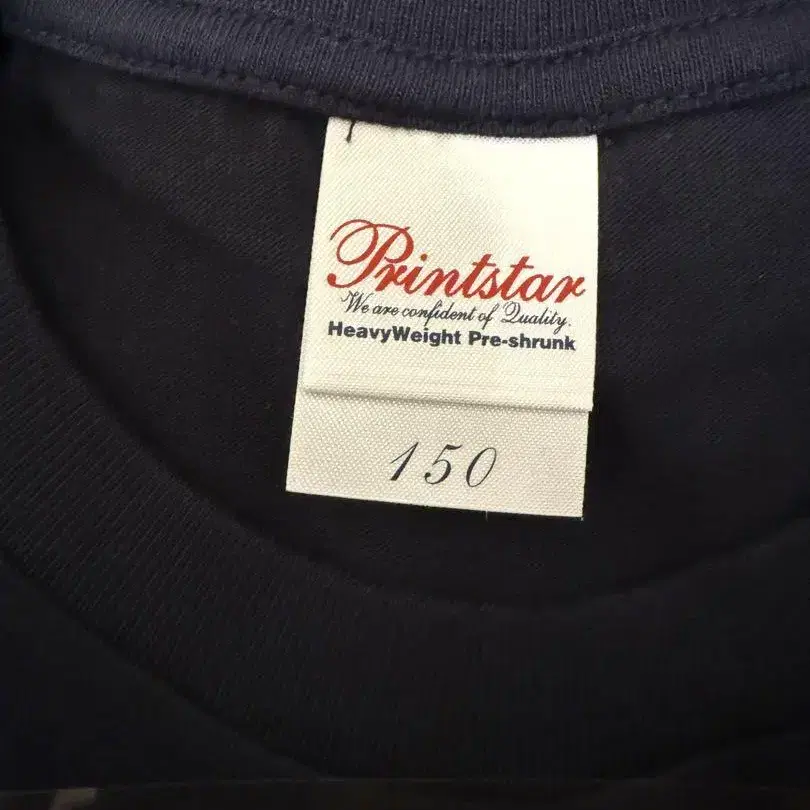 Printstar
We are confident of Quality.
HeavyWeight Pre-shrunk
150